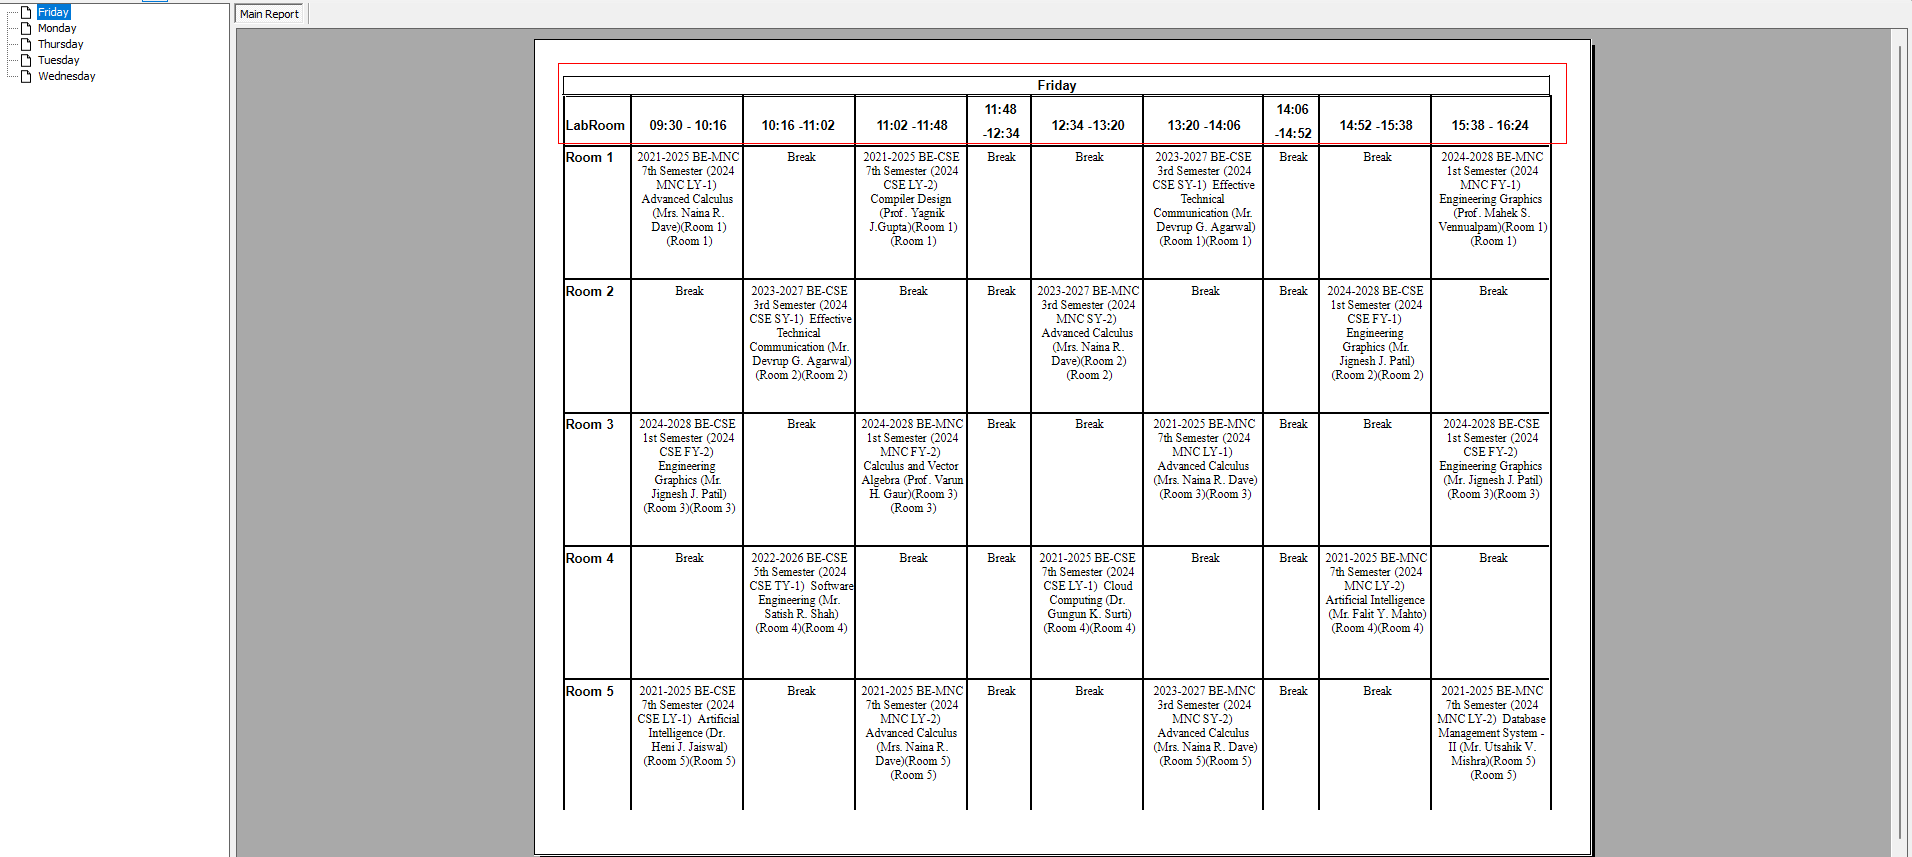 Friday
Monday
Thursday
Tuesday
Wednesday
Main Report
Friday
LabRoom
09:30 - 10:16
10:16 -11:02
11:02 -11:48
11:48
-12:34
12:34 -13:20
13:20 -14:06
14:06
-14:52
14:52 -15:38
15:38 - 16:24
Room 1
2021-2025 BE-MNC
7th Semester (2024
MNC LY-1)
Advanced Calculus
(Mrs. Naina R.
Dave)(Room 1)
(Room 1)
Break
2021-2025 BE-CSE
7th Semester (2024
CSE LY-2)
Compiler Design
(Prof. Yagnik
J.Gupta)(Room 1)
(Room 1)
Break
Break
2023-2027 BE-CSE
3rd Semester (2024
CSE SY-1) Effective
Technical
Communication (Mr.
Devrup G. Agarwal)
(Room 1)(Room 1)
Break
Break
2024-2028 BE-MNC
1st Semester (2024
MNC FY-1)
Engineering Graphics
(Prof. Mahek S.
Vennualpam)(Room 1)
(Room 1)
Room 2
Break
2023-2027 BE-CSE
3rd Semester (2024
CSE SY-1) Effective
Technical
Communication (Mr.
Devrup G. Agarwal)
(Room 2)(Room 2)
Break
Break
2023-2027 BE-MNC
3rd Semester (2024
MNC SY-2)
Advanced Calculus
(Mrs. Naina R.
Dave)(Room 2)
(Room 2)
Break
Break
2024-2028 BE-CSE
1st Semester (2024
CSE FY-1)
Engineering
Graphics (Mr.
Jignesh J. Patil)
(Room 2)(Room 2)
Break
Room 3
2024-2028 BE-CSE
1st Semester (2024
CSE FY-2)
Engineering
Graphics (Mr.
Jignesh J. Patil)
(Room 3)(Room 3)
Break
2024-2028 BE-MNC
1st Semester (2024
MNC FY-2)
Calculus and Vector
Algebra (Prof. Varun
H. Gaur)(Room 3)
(Room 3)
Break
Break
2021-2025 BE-MNC
7th Semester (2024
MNC LY-1)
Advanced Calculus
(Mrs. Naina R. Dave)
(Room 3)(Room 3)
Break
Break
2024-2028 BE-CSE
1st Semester (2024
CSE FY-2)
Engineering Graphics
(Mr. Jignesh J. Patil)
(Room 3)(Room 3)
Room 4
Break
2022-2026 BE-CSE
5th Semester (2024
CSE TY-1) Software
Engineering (Mr.
Satish R. Shah)
(Room 4)(Room 4)
Break
Break
2021-2025 BE-CSE
7th Semester (2024
CSE LY-1) Cloud
Computing (Dr.
Gungun K. Surti)
(Room 4)(Room 4)
Break
Break
2021-2025 BE-MNC
7th Semester (2024
MNC LY-2)
Artificial Intelligence
(Mr. Falit Y. Mahto)
(Room 4)(Room 4)
Break
Room 5
2021-2025 BE-CSE
7th Semester (2024
CSE LY-1) Artificial
Intelligence (Dr.
Heni J. Jaiswal)
(Room 5)(Room 5)
Break
2021-2025 BE-MNC
7th Semester (2024
MNC LY-2)
Advanced Calculus
(Mrs. Naina R.
Dave)(Room 5)
(Room 5)
Break
Break
2023-2027 BE-MNC
3rd Semester (2024
MNC SY-2)
Advanced Calculus
(Mrs. Naina R. Dave)
(Room 5)(Room 5)
Break
Break
2021-2025 BE-MNC
7th Semester (2024
MNC LY-2) Database
Management System -
II (Mr. Utsahik V.
Mishra)(Room 5)
(Room 5)